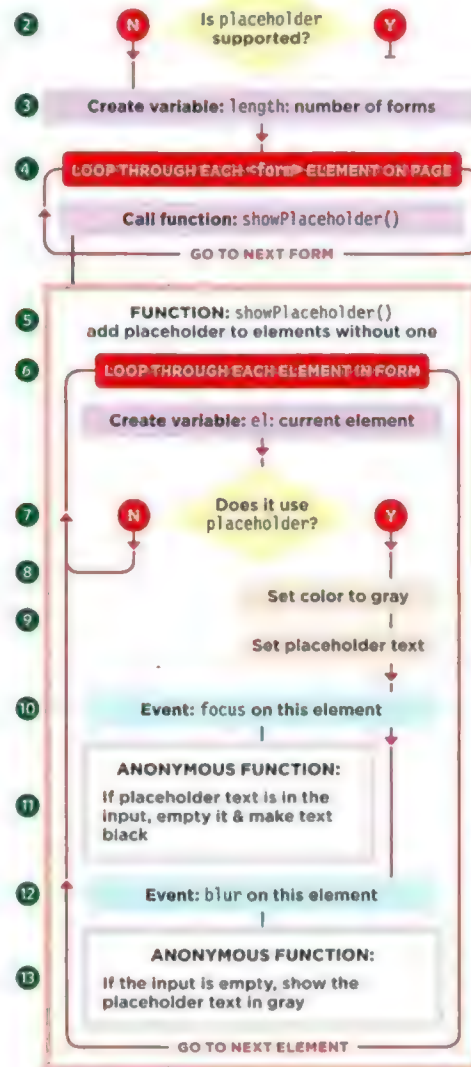 2
N
Is placeholder
supported?
Y
3
Create variable: length: number of forms
4
LOOP THROUGH EACH <form> ELEMENT ON PAGE
Call function: showPlaceholder()
GO TO NEXT FORM
5
FUNCTION: showPlaceholder()
add placeholder to elements without one
6
LOOP THROUGH EACH ELEMENT IN FORM
Create variable: el: current element
7
N
Does it use
placeholder?
Y
8
Set color to gray
9
Set placeholder text
10
Event: focus on this element
ANONYMOUS FUNCTION:
11
If placeholder text is in the
input, empty it & make text
black
12
Event: blur on this element
ANONYMOUS FUNCTION:
13
If the input is empty, show the
placeholder text in gray
GO TO NEXT ELEMENT